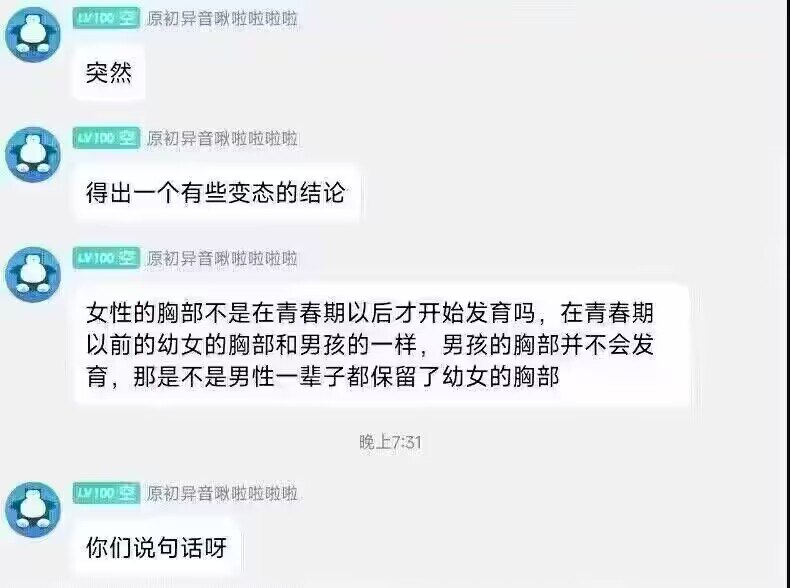 LV100 空 原初异音啾啦啦啦啦
突然
LV100 空 原初异音啾啦啦啦啦
得出一个有些变态的结论
LV100 空 原初异音啾啦啦啦啦
女性的胸部不是在青春期以后才开始发育吗，在青春期
以前的幼女的胸部和男孩的一样，男孩的胸部并不会发
育，那是不是男性一辈子都保留了幼女的胸部
晚上7:31
LV100 空 原初异音啾啦啦啦啦
你们说句话呀